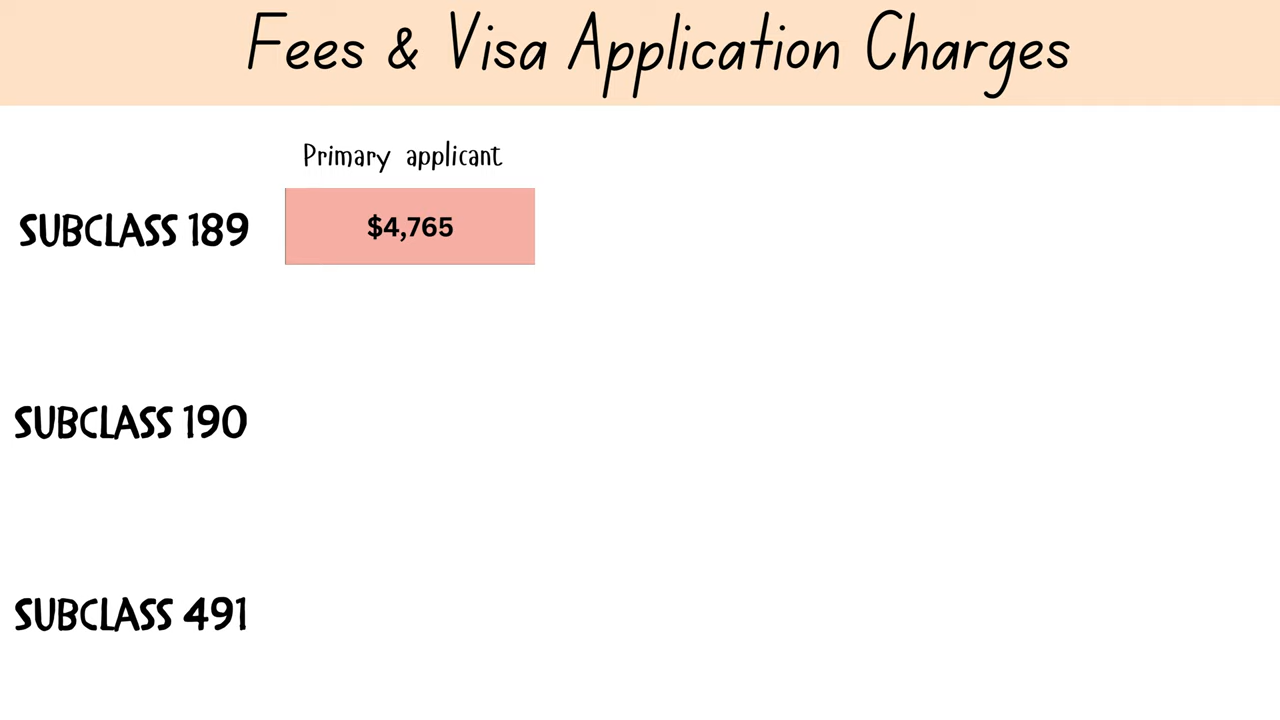 Fees & Visa Application Charges
Primary applicant
SUBCLASS 189
$4,765
SUBCLASS 190
SUBCLASS 491